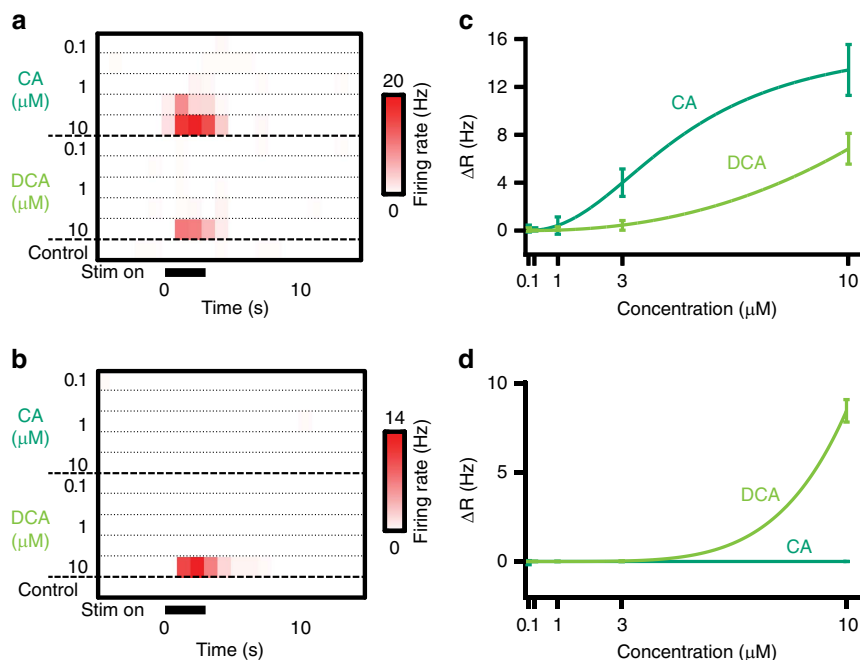 a
CA
(μM)
0.1
1
10
DCA
(μM)
0.1
1
10
Control
Stim on
0
10
Time (s)
20
0
Firing rate (Hz)
b
CA
(μM)
0.1
1
10
DCA
(μM)
0.1
1
10
Control
Stim on
0
10
Time (s)
14
0
Firing rate (Hz)
c
16
12
8
4
0
ΔR (Hz)
CA
DCA
0.1
1
3
10
Concentration (μM)
d
10
5
0
ΔR (Hz)
DCA
CA
0.1
1
3
10
Concentration (μM)